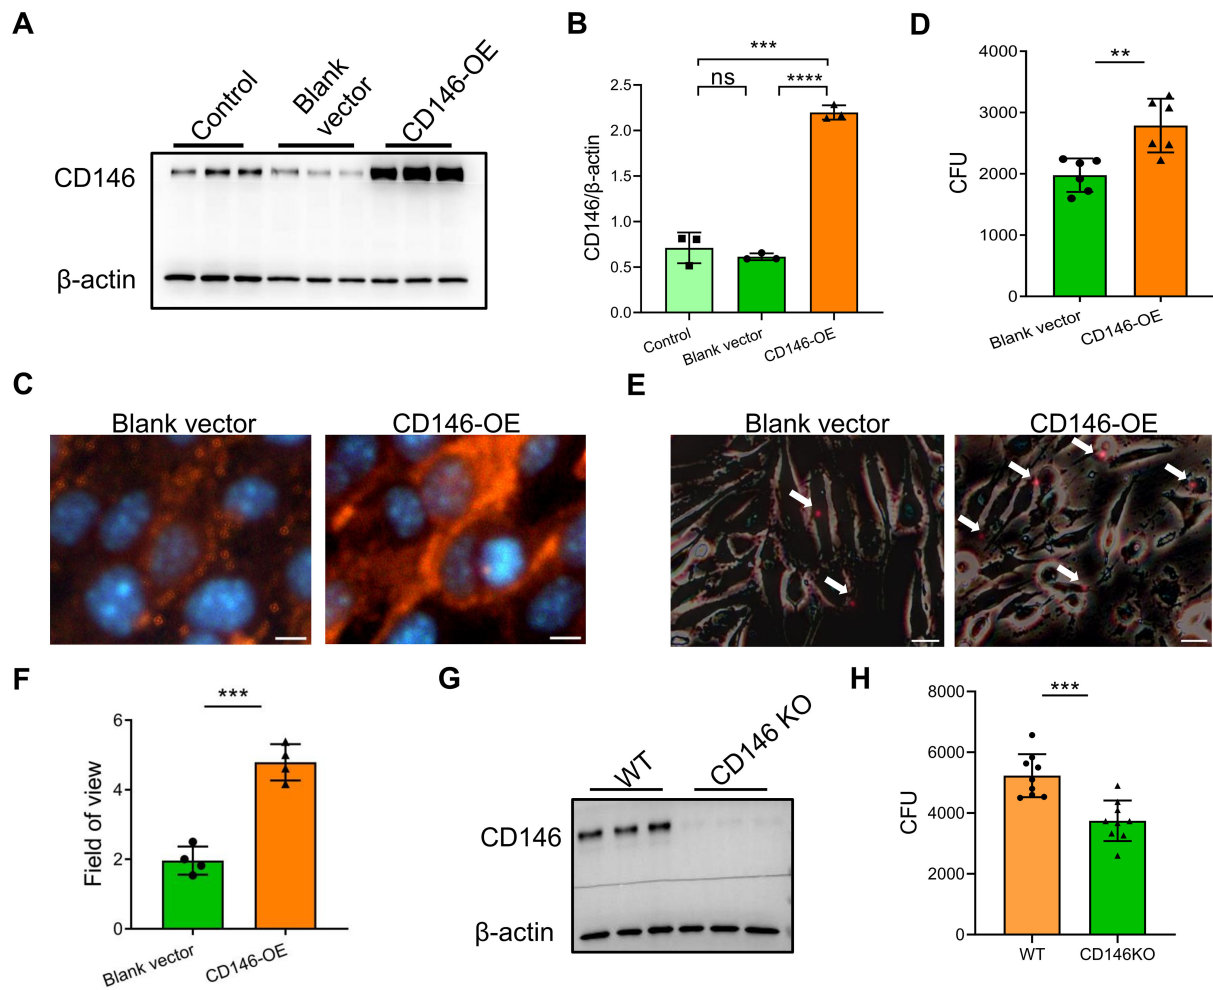 A
Control
Blank
vector
CD146-OE
CD146
β-actin
B
***
ns
****
2.5
2.0
1.5
1.0
0.5
0.0
CD146/β-actin
Control
Blank vector
CD146-OE
D
**
4000
3000
2000
1000
0
CFU
Blank vector
CD146-OE
C
Blank vector
CD146-OE
E
Blank vector
CD146-OE
F
***
6
4
2
0
Field of view
Blank vector
CD146-OE
G
WT
CD146 KO
CD146
β-actin
H
***
8000
6000
4000
2000
0
CFU
WT
CD146KO